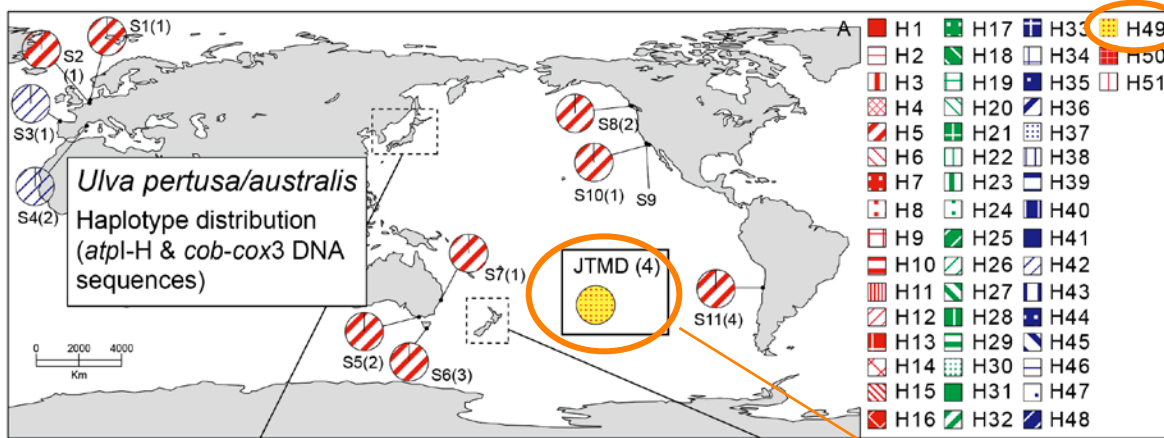 S1(1)
S2
(1)
S3(1)
S4(2)
Ulva pertusa/australis
Haplotype distribution
(atpI-H & cob-cox3 DNA
sequences)
0 2000 4000
Km
S5(2)
S6(3)
S7(1)
S8(2)
S10(1)
S9
JTMD (4)
S11(4)
A
H1
H2
H3
H4
H5
H6
H7
H8
H9
H10
H11
H12
H13
H14
H15
H16
H17
H18
H19
H20
H21
H22
H23
H24
H25
H26
H27
H28
H29
H30
H31
H32
H33
H34
H35
H36
H37
H38
H39
H40
H41
H42
H43
H44
H45
H46
H47
H48
H49
H50
H51